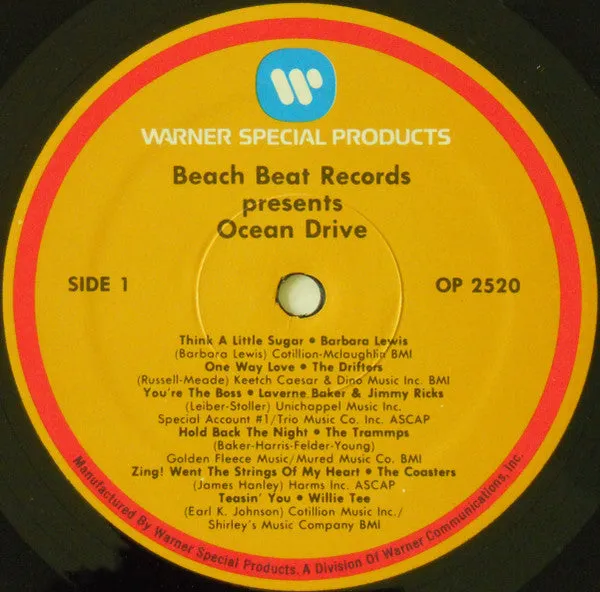 WARNER SPECIAL PRODUCTS
Beach Beat Records
presents
Ocean Drive
SIDE 1
OP 2520
Think A Little Sugar • Barbara Lewis
(Barbara Lewis) Cotillion-Mclaughlin BMI
One Way Love • The Drifters
(Russell-Meade) Keetch Caesar & Dino Music Inc. BMI
You're The Boss • Laverne Baker & Jimmy Ricks
(Leiber-Stoller) Unichappel Music Inc.
Special Account #1/Trio Music Co. Inc. ASCAP
Hold Back The Night • The Trammps
(Baker-Harris-Felder-Young)
Golden Fleece Music/Mured Music Co. BMI
Zing! Went The Strings Of My Heart • The Coasters
(James Hanley) Harms Inc. ASCAP
Teasin' You • Willie Tee
(Earl K. Johnson) Cotillion Music Inc./
Shirley's Music Company BMI
Manufactured By Warner Special Products. A Division Of Warner Communications, Inc.